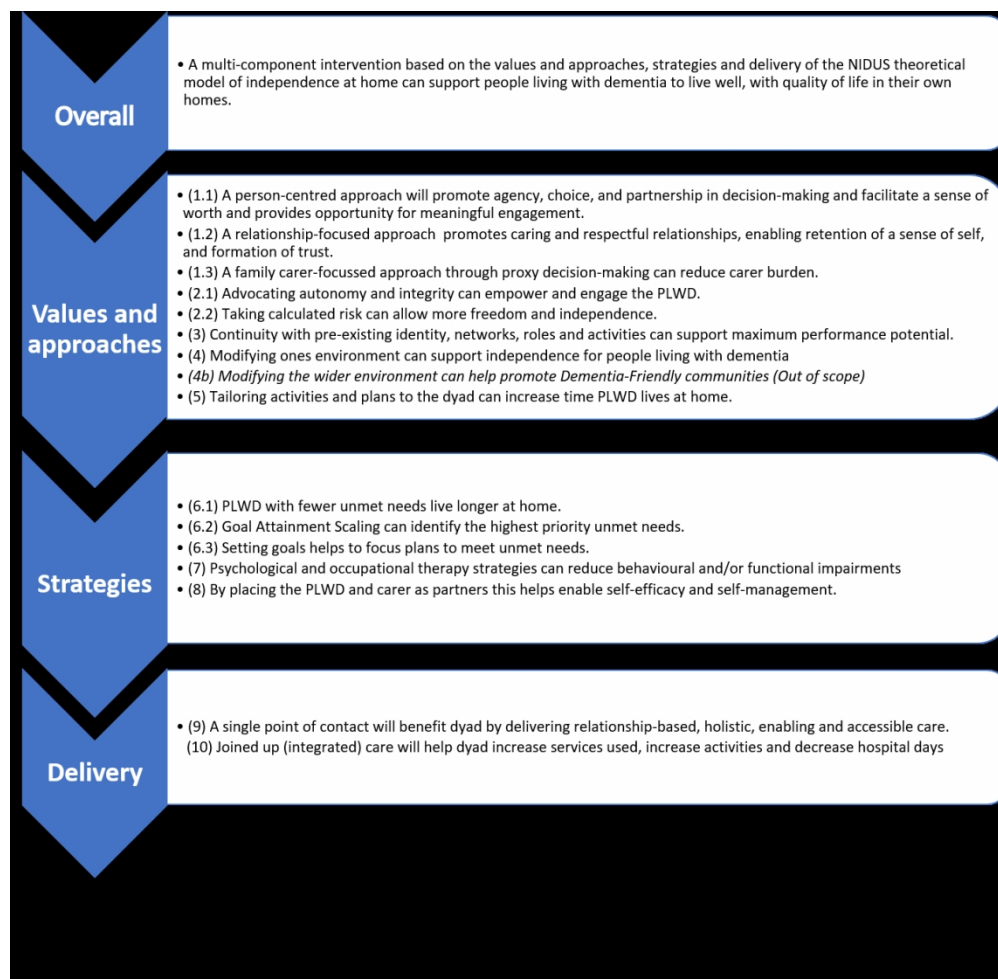 Overall
• A multi-component intervention based on the values and approaches, strategies and delivery of the NIDUS theoretical
model of independence at home can support people living with dementia to live well, with quality of life in their own
homes.
Values and
approaches
• (1.1) A person-centred approach will promote agency, choice, and partnership in decision-making and facilitate a sense of
worth and provides opportunity for meaningful engagement.
• (1.2) A relationship-focused approach promotes caring and respectful relationships, enabling retention of a sense of self,
and formation of trust.
• (1.3) A family carer-focussed approach through proxy decision-making can reduce carer burden.
• (2.1) Advocating autonomy and integrity can empower and engage the PLWD.
• (2.2) Taking calculated risk can allow more freedom and independence.
• (3) Continuity with pre-existing identity, networks, roles and activities can support maximum performance potential.
• (4) Modifying ones environment can support independence for people living with dementia
• (4b) Modifying the wider environment can help promote Dementia-Friendly communities (Out of scope)
• (5) Tailoring activities and plans to the dyad can increase time PLWD lives at home.
Strategies
• (6.1) PLWD with fewer unmet needs live longer at home.
• (6.2) Goal Attainment Scaling can identify the highest priority unmet needs.
• (6.3) Setting goals helps to focus plans to meet unmet needs.
• (7) Psychological and occupational therapy strategies can reduce behavioural and/or functional impairments
• (8) By placing the PLWD and carer as partners this helps enable self-efficacy and self-management.
Delivery
• (9) A single point of contact will benefit dyad by delivering relationship-based, holistic, enabling and accessible care.
(10) Joined up (integrated) care will help dyad increase services used, increase activities and decrease hospital days